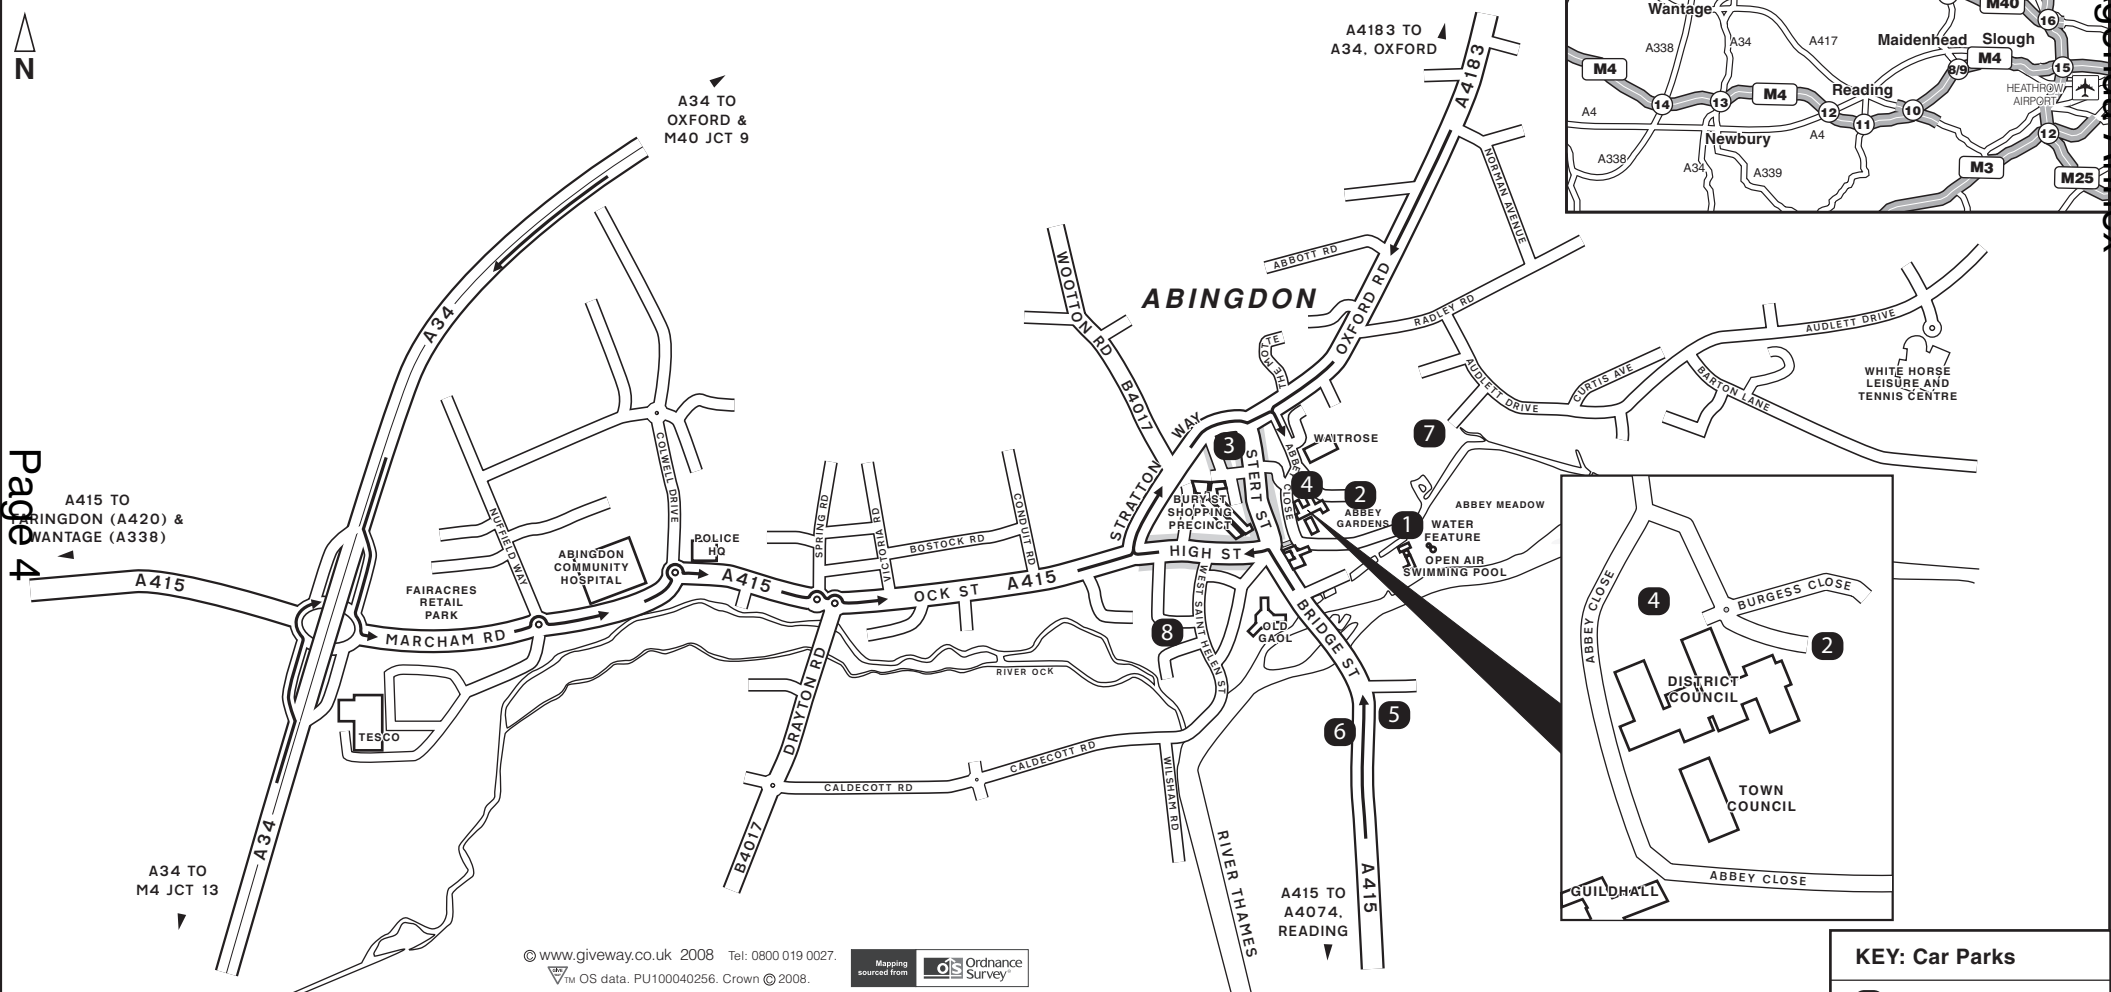 N
A34 TO
OXFORD &
M40 JCT 9
A4183 TO
A34, OXFORD
A4183
Wantage
M40
16
A338
A34
A417
Maidenhead
Slough
M4
M4
8/9
15
HEATHROW
AIRPORT
14
13
M4
Reading
12
11
10
A4
A4
Newbury
12
A338
A34
A339
M3
M25
NORMAN AVENUE
ABBOTT RD
ABINGDON
OXFORD RD
RADLEY RD
WOOTTON RD
B4017
THE MOTTE
AUDLETT DRIVE
AUDLETT DRIVE
CURTIS AVE
BARTON LANE
WHITE HORSE
LEISURE AND
TENNIS CENTRE
A34
STRATTON WAY
3
WAITROSE
7
ABBEY CLOSE
STERT ST
4
2
ABBEY
GARDENS
1
ABBEY MEADOW
WATER
FEATURE
OPEN AIR
SWIMMING POOL
BURY ST
SHOPPING
PRECINCT
HIGH ST
Page 4
A415 TO
FARINGDON (A420) &
WANTAGE (A338)
A415
COLWELL DRIVE
NUFFIELD WAY
ABINGDON
COMMUNITY
HOSPITAL
POLICE
HQ
SPRING RD
VICTORIA RD
BOSTOCK RD
CONDUIT RD
A415
OCK ST
A415
FAIRACRES
RETAIL
PARK
MARCHAM RD
TESCO
RIVER OCK
8
WEST SAINT HELEN ST
OLD
GAOL
BRIDGE ST
6
5
DRAYTON RD
CALDECOTT RD
CALDECOTT RD
WILSHAM RD
B4017
A34
A34 TO
M4 JCT 13
RIVER THAMES
A415 TO
A4074,
READING
A415
ABBEY CLOSE
4
BURGESS CLOSE
2
DISTRICT
COUNCIL
TOWN
COUNCIL
ABBEY CLOSE
GUILDHALL
© www.giveway.co.uk 2008 Tel: 0800 019 0027.
TM OS data. PU100040256. Crown © 2008.
Mapping
sourced from
OS Ordnance
Survey®
KEY: Car Parks